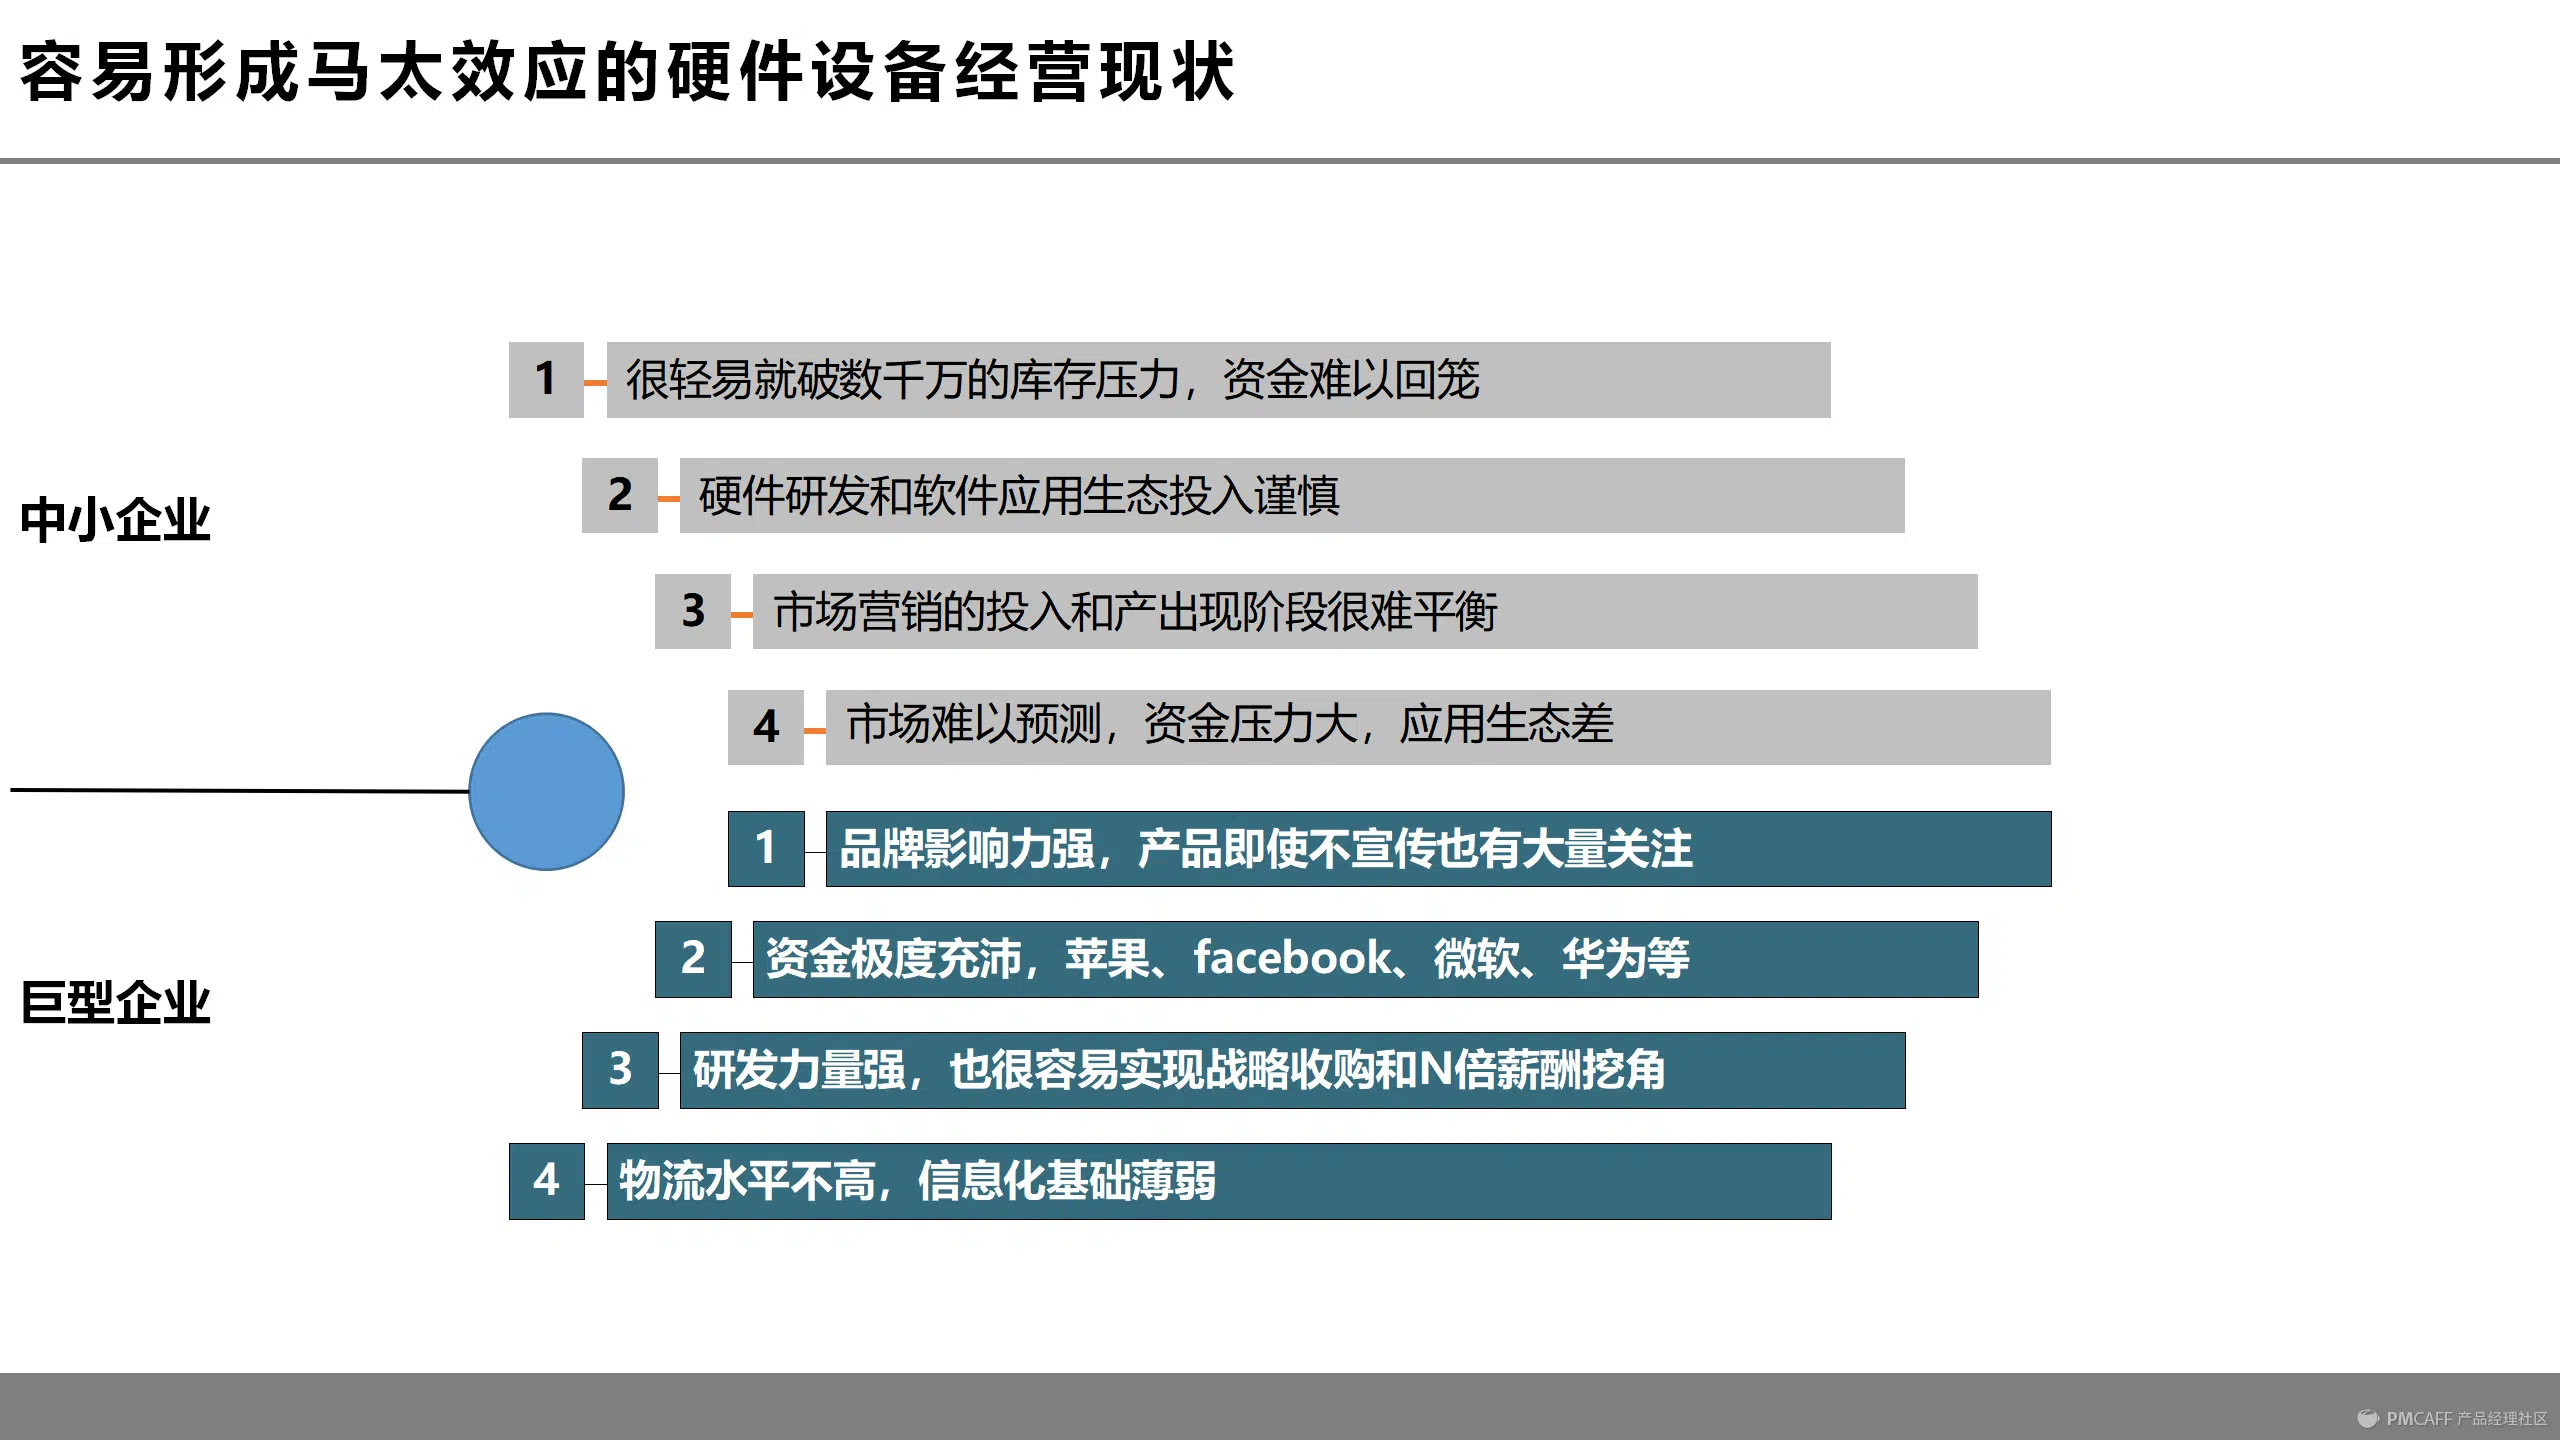 容易形成马太效应的硬件设备经营现状
中小企业
1 很轻易就破数千万的库存压力，资金难以回笼
2 硬件研发和软件应用生态投入谨慎
3 市场营销的投入和产出现阶段很难平衡
4 市场难以预测，资金压力大，应用生态差
巨型企业
1 品牌影响力强，产品即使不宣传也有大量关注
2 资金极度充沛，苹果、facebook、微软、华为等
3 研发力量强，也很容易实现战略收购和N倍薪酬挖角
4 物流水平不高，信息化基础薄弱
PMCAFF 产品经理社区